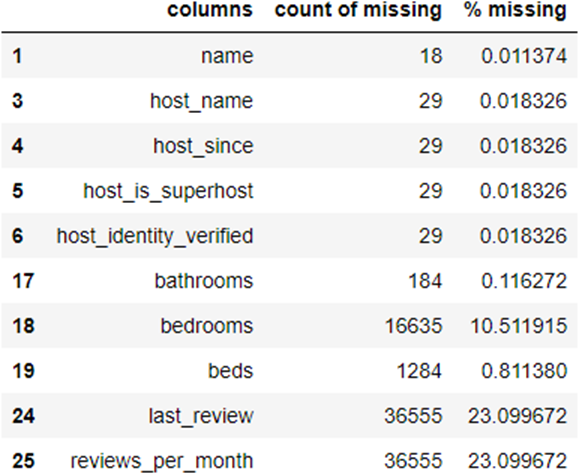 columns count of missing % missing
1 name 18 0.011374
3 host_name 29 0.018326
4 host_since 29 0.018326
5 host_is_superhost 29 0.018326
6 host_identity_verified 29 0.018326
17 bathrooms 184 0.116272
18 bedrooms 16635 10.511915
19 beds 1284 0.811380
24 last_review 36555 23.099672
25 reviews_per_month 36555 23.099672